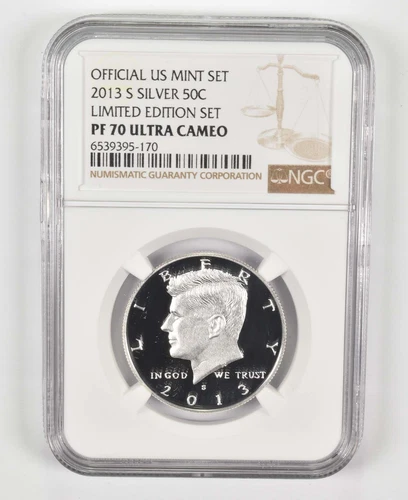 OFFICIAL US MINT SET
2013 S SILVER 50C
LIMITED EDITION SET
PF 70 ULTRA CAMEO
6539395-170
NUMISMATIC GUARANTY CORPORATION
NGC
LIBERTY
IN GOD WE TRUST
S
2013